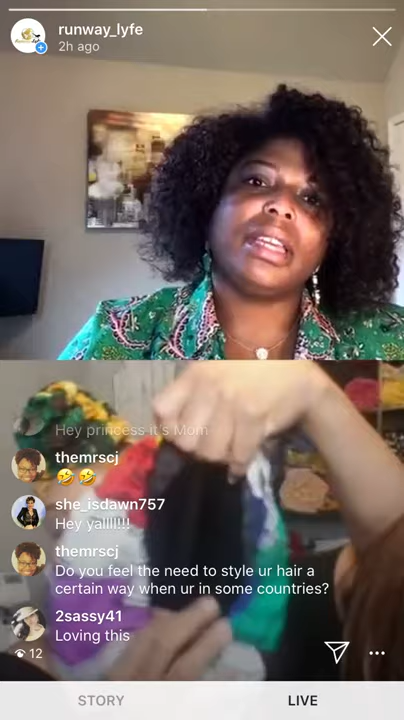 runway_lyfe
2h ago
Hey princess it's Mom
themrscj
🤣🤣
she_isdawn757
Hey yallll!!!
themrscj
Do you feel the need to style ur hair a
certain way when ur in some countries?
2sassy41
Loving this
12
STORY
LIVE